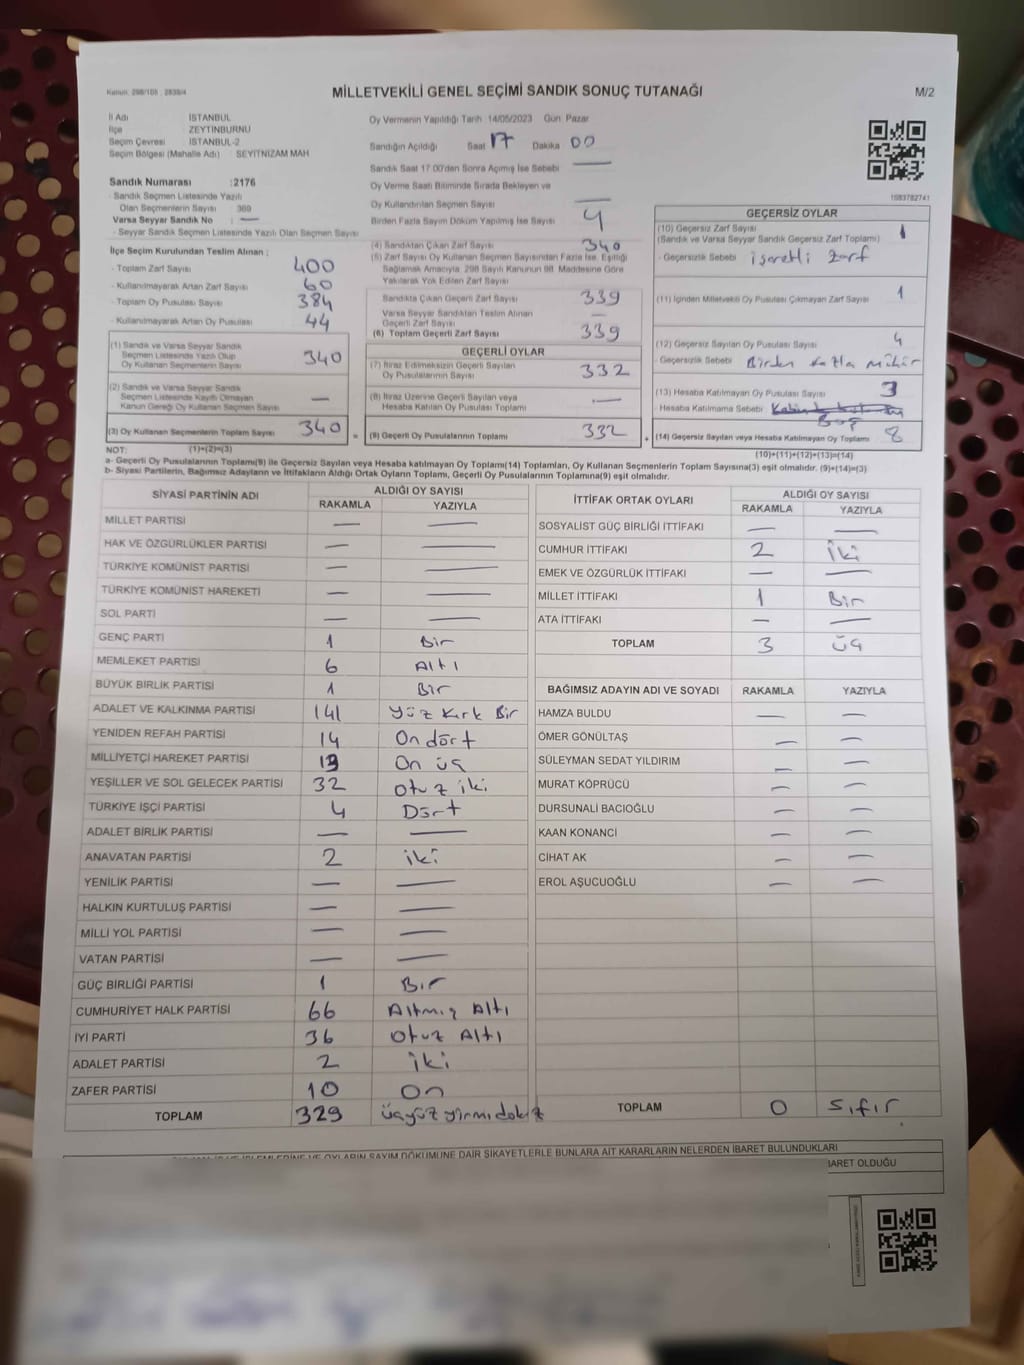 Kanun: 298/105 , 2839/4
MİLLETVEKİLİ GENEL SEÇİMİ SANDIK SONUÇ TUTANAĞI
M/2
İl Adı : İSTANBUL
İlçe : ZEYTİNBURNU
Seçim Çevresi : İSTANBUL-2
Seçim Bölgesi (Mahalle Adı) : SEYİTNİZAM MAH
Sandık Numarası :2176
- Sandık Seçmen Listesinde Yazılı
Olan Seçmenlerin Sayısı : 369
Varsa Seyyar Sandık No : —
- Seyyar Sandık Seçmen Listesinde Yazılı Olan Seçmen Sayısı
İlçe Seçim Kurulundan Teslim Alınan ;
- Toplam Zarf Sayısı 400
- Kullanılmayarak Artan Zarf Sayısı 60
- Toplam Oy Pusulası Sayısı 384
- Kullanılmayarak Artan Oy Pusulası 44
(1) Sandık ve Varsa Seyyar Sandık
Seçmen Listesinde Yazılı Olup
Oy Kullanan Seçmenlerin Sayısı 340
(2) Sandık ve Varsa Seyyar Sandık
Seçmen Listesinde Kayıtlı Olmayan
Kanun Gereği Oy Kullanan Seçmen Sayısı —
(3) Oy Kullanan Seçmenlerin Toplam Sayısı 340
Oy Vermenin Yapıldığı Tarih :14/05/2023 Gün: Pazar
Sandığın Açıldığı Saat 17 Dakika 00
Sandık Saat 17:00'den Sonra Açılmış İse Sebebi —
Oy Verme Saati Bitiminde Sırada Bekleyen ve
Oy Kullandırılan Seçmen Sayısı —
Birden Fazla Sayım Döküm Yapılmış İse Sayısı 4
(4) Sandıktan Çıkan Zarf Sayısı 340
(5) Zarf Sayısı Oy Kullanan Seçmen Sayısından Fazla İse, Eşitliği
Sağlamak Amacıyla, 298 Sayılı Kanunun 98. Maddesine Göre
Yakılarak Yok Edilen Zarf Sayısı
Sandıkta Çıkan Geçerli Zarf Sayısı 339
Varsa Seyyar Sandıktan Teslim Alınan
Geçerli Zarf Sayısı —
(6) Toplam Geçerli Zarf Sayısı 339
GEÇERLİ OYLAR
(7) İtiraz Edilmeksizin Geçerli Sayılan
Oy Pusulalarının Sayısı 332
(8) İtiraz Üzerine Geçerli Sayılan veya
Hesaba Katılan Oy Pusulası Toplamı —
= (9) Geçerli Oy Pusulalarının Toplamı 332
1083782741
GEÇERSİZ OYLAR
(10) Geçersiz Zarf Sayısı 1
(Sandık ve Varsa Seyyar Sandık Geçersiz Zarf Toplamı)
- Geçersizlik Sebebi işaretli zarf
(11) İçinden Milletvekili Oy Pusulası Çıkmayan Zarf Sayısı 1
(12) Geçersiz Sayılan Oy Pusulası Sayısı 4
- Geçersizlik Sebebi Birden fazla mühür
(13) Hesaba Katılmayan Oy Pusulası Sayısı 3
- Hesaba Katılmama Sebebi
Boş
+ (14) Geçersiz Sayılan veya Hesaba Katılmayan Oy Toplamı 8
NOT: (1)+(2)=(3) (10)+(11)+(12)+(13)=(14)
a- Geçerli Oy Pusulalarının Toplamı(9) ile Geçersiz Sayılan veya Hesaba katılmayan Oy Toplamı(14) Toplamları, Oy Kullanan Seçmenlerin Toplam Sayısına(3) eşit olmalıdır. (9)+(14)=(3)
b- Siyasi Partilerin, Bağımsız Adayların ve İttifakların Aldığı Ortak Oyların Toplamı, Geçerli Oy Pusulalarının Toplamına(9) eşit olmalıdır.
SİYASİ PARTİNİN ADI ALDIĞI OY SAYISI
RAKAMLA YAZIYLA
MİLLET PARTİSİ — —
HAK VE ÖZGÜRLÜKLER PARTİSİ — —
TÜRKİYE KOMÜNİST PARTİSİ — —
TÜRKİYE KOMÜNİST HAREKETİ — —
SOL PARTİ — —
GENÇ PARTİ 1 Bir
MEMLEKET PARTİSİ 6 Altı
BÜYÜK BİRLİK PARTİSİ 1 Bir
ADALET VE KALKINMA PARTİSİ 141 yüz kırk Bir
YENİDEN REFAH PARTİSİ 14 On dört
MİLLİYETÇİ HAREKET PARTİSİ 13 On üç
YEŞİLLER VE SOL GELECEK PARTİSİ 32 otuz iki
TÜRKİYE İŞÇİ PARTİSİ 4 Dört
ADALET BİRLİK PARTİSİ — —
ANAVATAN PARTİSİ 2 iki
YENİLİK PARTİSİ — —
HALKIN KURTULUŞ PARTİSİ — —
MİLLİ YOL PARTİSİ — —
VATAN PARTİSİ — —
GÜÇ BİRLİĞİ PARTİSİ 1 Bir
CUMHURİYET HALK PARTİSİ 66 Altmış Altı
İYİ PARTİ 36 Otuz Altı
ADALET PARTİSİ 2 iki
ZAFER PARTİSİ 10 On
TOPLAM 329 üçyüz yirmidokuz
İTTİFAK ORTAK OYLARI ALDIĞI OY SAYISI
RAKAMLA YAZIYLA
SOSYALİST GÜÇ BİRLİĞİ İTTİFAKI — —
CUMHUR İTTİFAKI 2 iki
EMEK VE ÖZGÜRLÜK İTTİFAKI — —
MİLLET İTTİFAKI 1 Bir
ATA İTTİFAKI — —
TOPLAM 3 üç
BAĞIMSIZ ADAYIN ADI VE SOYADI RAKAMLA YAZIYLA
HAMZA BULDU — —
ÖMER GÖNÜLTAŞ — —
SÜLEYMAN SEDAT YILDIRIM — —
MURAT KÖPRÜCÜ — —
DURSUNALİ BACIOĞLU — —
KAAN KONANCİ — —
CİHAT AK — —
EROL AŞUCUOĞLU — —
TOPLAM 0 sıfır
OYLARIN SAYIM DÖKÜMÜNE DAİR ŞİKAYETLERLE BUNLARA AİT KARARLARIN NELERDEN İBARET BULUNDUKLARI
İBARET OLDUĞU